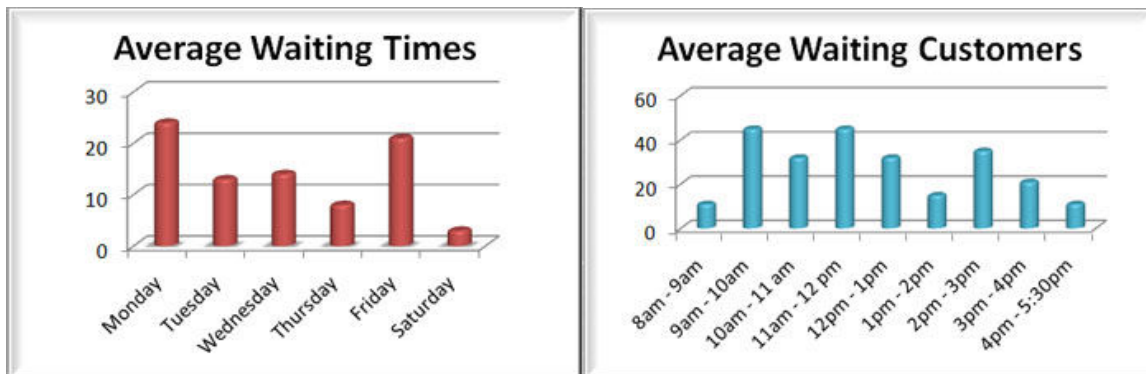 Average Waiting Times
30
20
10
0
Monday
Tuesday
Wednesday
Thursday
Friday
Saturday
Average Waiting Customers
60
40
20
0
8am - 9am
9am - 10am
10am - 11 am
11am - 12 pm
12pm - 1pm
1pm - 2pm
2pm - 3pm
3pm - 4pm
4pm - 5:30pm